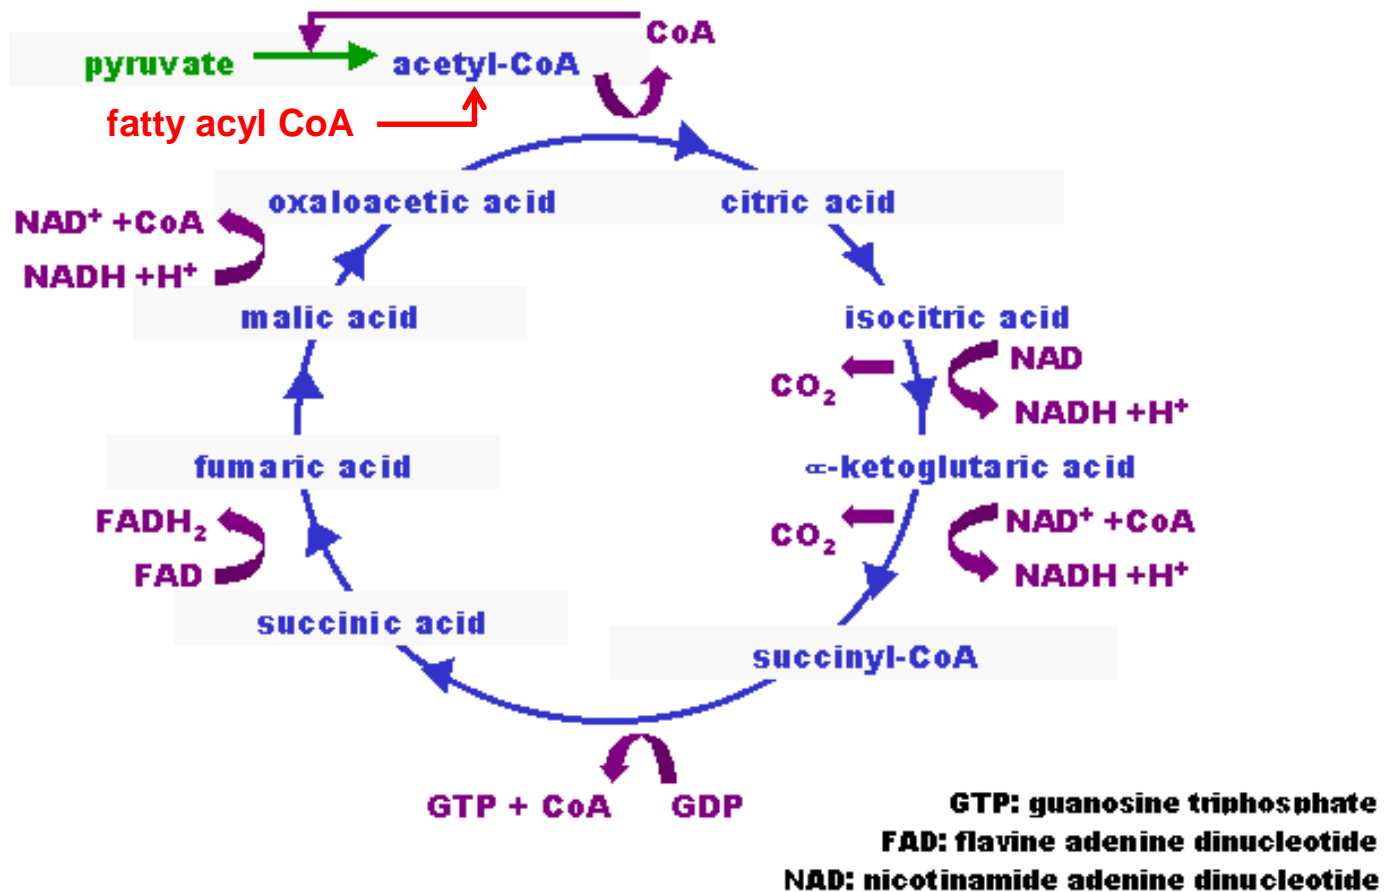 CoA
pyruvate
acetyl-CoA
fatty acyl CoA
oxaloacetic acid
citric acid
NAD⁺ +CoA
NADH +H⁺
malic acid
isocitric acid
NAD
CO₂
NADH +H⁺
fumaric acid
∝-ketoglutaric acid
FADH₂
NAD⁺ +CoA
CO₂
FAD
NADH +H⁺
succinic acid
succinyl-CoA
GTP + CoA
GDP
GTP: guanosine triphosphate
FAD: flavine adenine dinucleotide
NAD: nicotinamide adenine dinucleotide